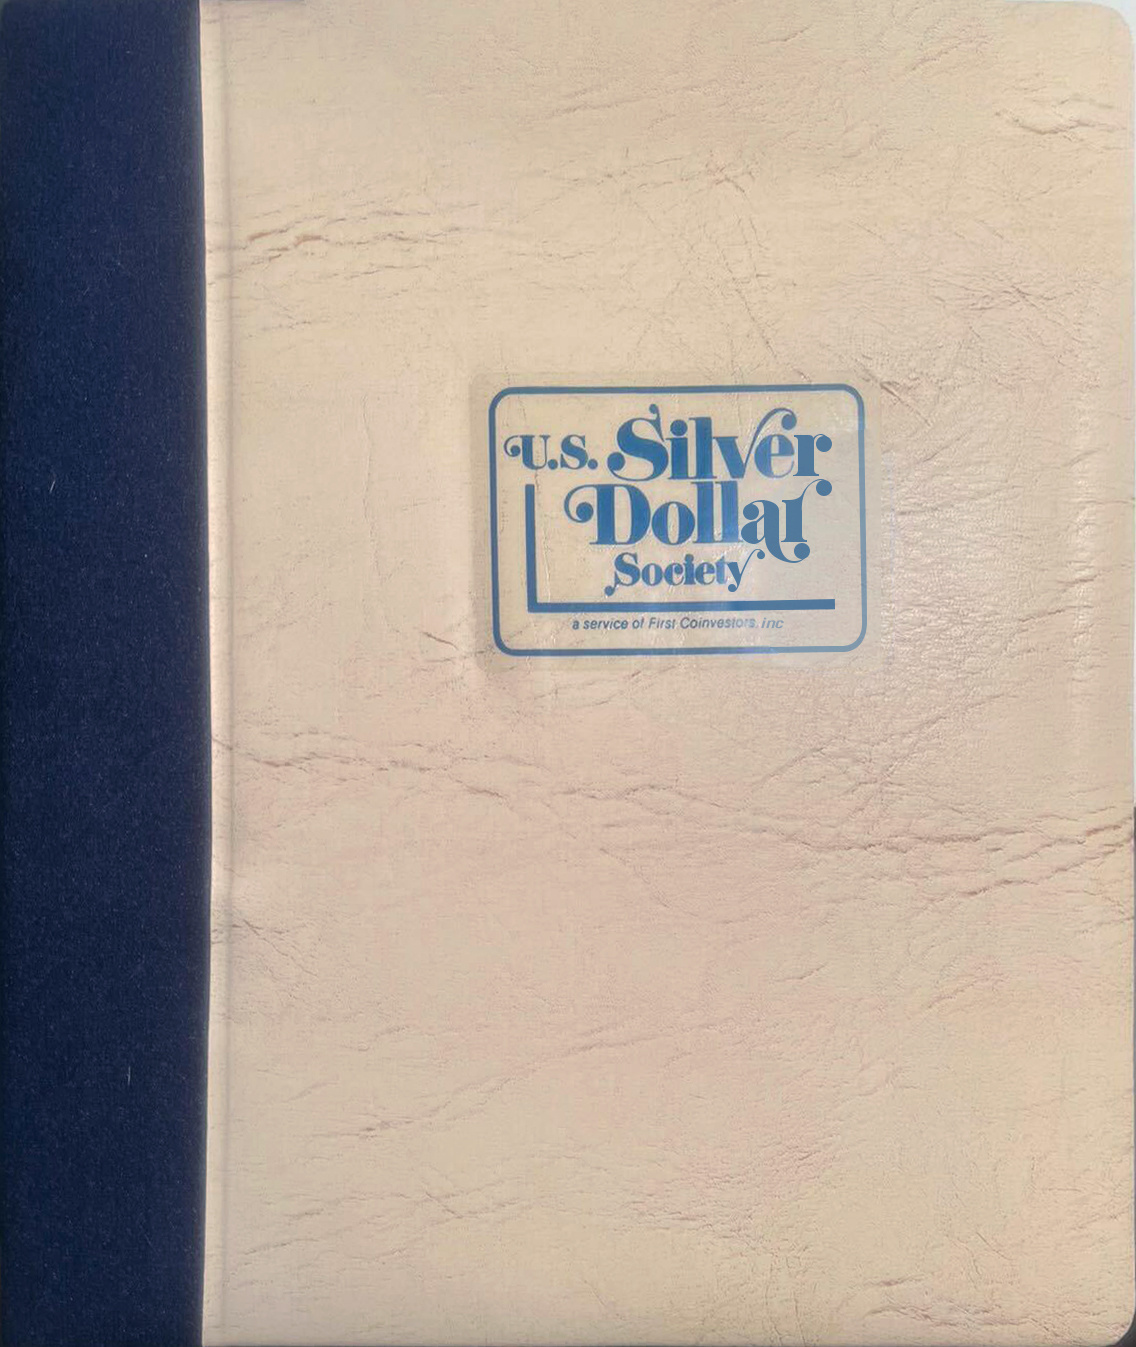 U.S. Silver
Dollar
Society
a service of First Coinvestors, Inc